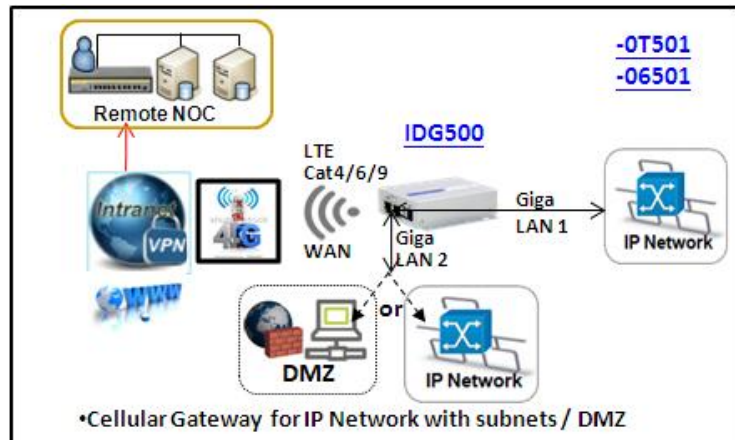 -0T501
-06501
Remote NOC
IDG500
LTE
Cat4/6/9
WAN
Intranet
VPN
4G
WWW
Giga
LAN 1
IP Network
Giga
LAN 2
or
DMZ
IP Network
•Cellular Gateway for IP Network with subnets / DMZ